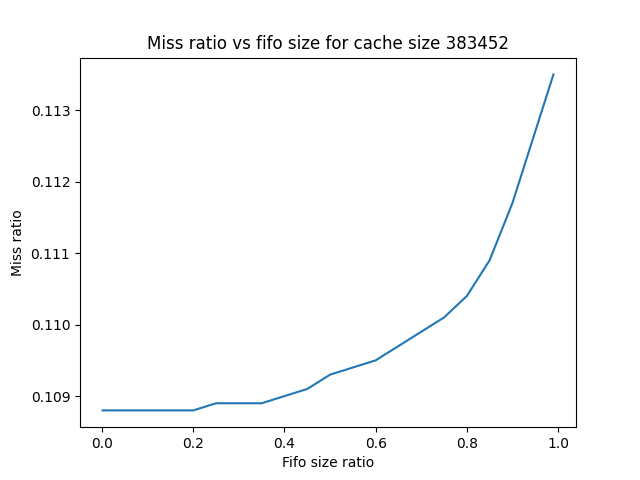 Miss ratio vs fifo size for cache size 383452
0.113
0.112
0.111
0.110
0.109
Miss ratio
0.0 0.2 0.4 0.6 0.8 1.0
Fifo size ratio